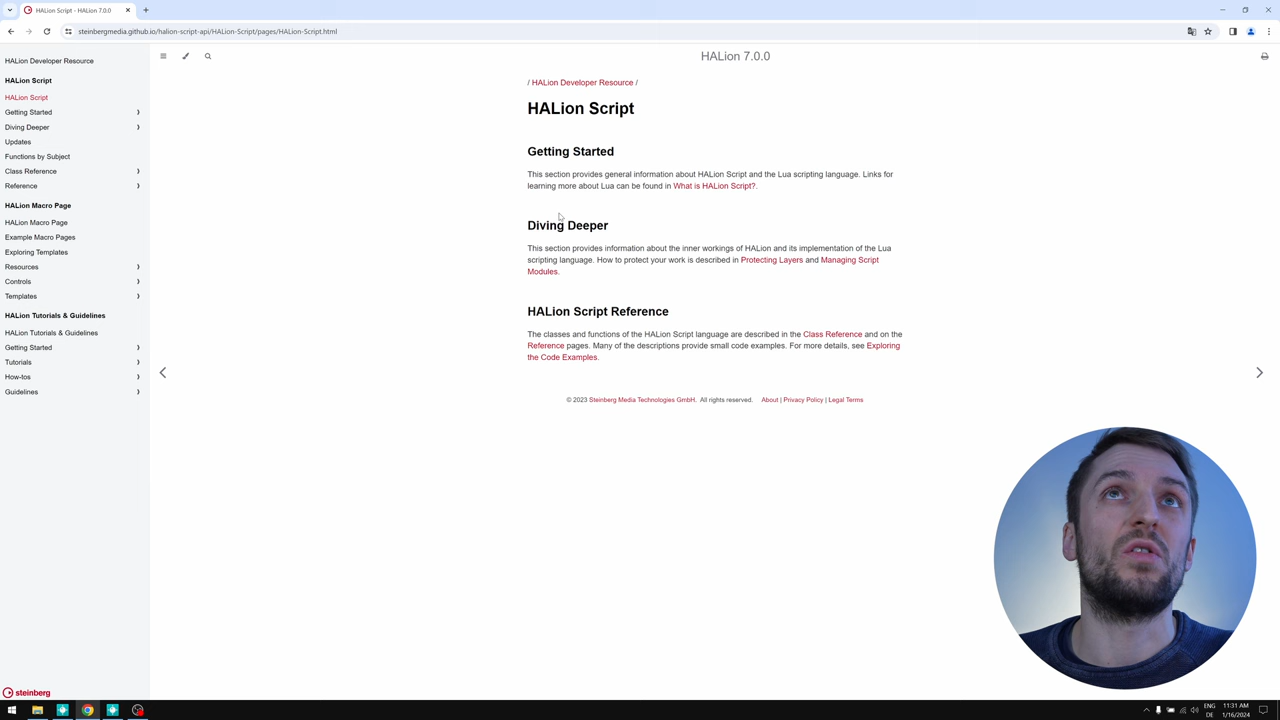 HALion Script - HALion 7.0.0
steinbergmedia.github.io/halion-script-api/HALion-Script/pages/HALion-Script.html
HALion Developer Resource
HALion Script
HALion Script
Getting Started
Diving Deeper
Updates
Functions by Subject
Class Reference
Reference
HALion Macro Page
HALion Macro Page
Example Macro Pages
Exploring Templates
Resources
Controls
Templates
HALion Tutorials & Guidelines
HALion Tutorials & Guidelines
Getting Started
Tutorials
How-tos
Guidelines
steinberg
HALion 7.0.0
/ HALion Developer Resource /
HALion Script
Getting Started
This section provides general information about HALion Script and the Lua scripting language. Links for
learning more about Lua can be found in What is HALion Script?.
Diving Deeper
This section provides information about the inner workings of HALion and its implementation of the Lua
scripting language. How to protect your work is described in Protecting Layers and Managing Script
Modules.
HALion Script Reference
The classes and functions of the HALion Script language are described in the Class Reference and on the
Reference pages. Many of the descriptions provide small code examples. For more details, see Exploring
the Code Examples.
© 2023 Steinberg Media Technologies GmbH. All rights reserved. About | Privacy Policy | Legal Terms
ENG
DE
11:31 AM
1/16/2024